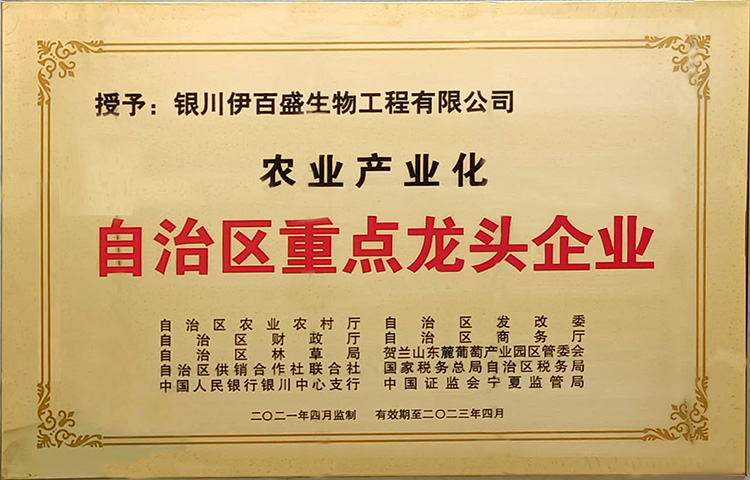 授予：银川伊百盛生物工程有限公司
农业产业化
自治区重点龙头企业
自治区农业农村厅 自治区发改委
自治区财政厅 自治区商务厅
自治区林草局 贺兰山东麓葡萄产业园区管委会
自治区供销合作社联合社 国家税务总局自治区税务局
中国人民银行银川中心支行 中国证监会宁夏监管局
二〇二一年四月监制 有效期至二〇二三年四月